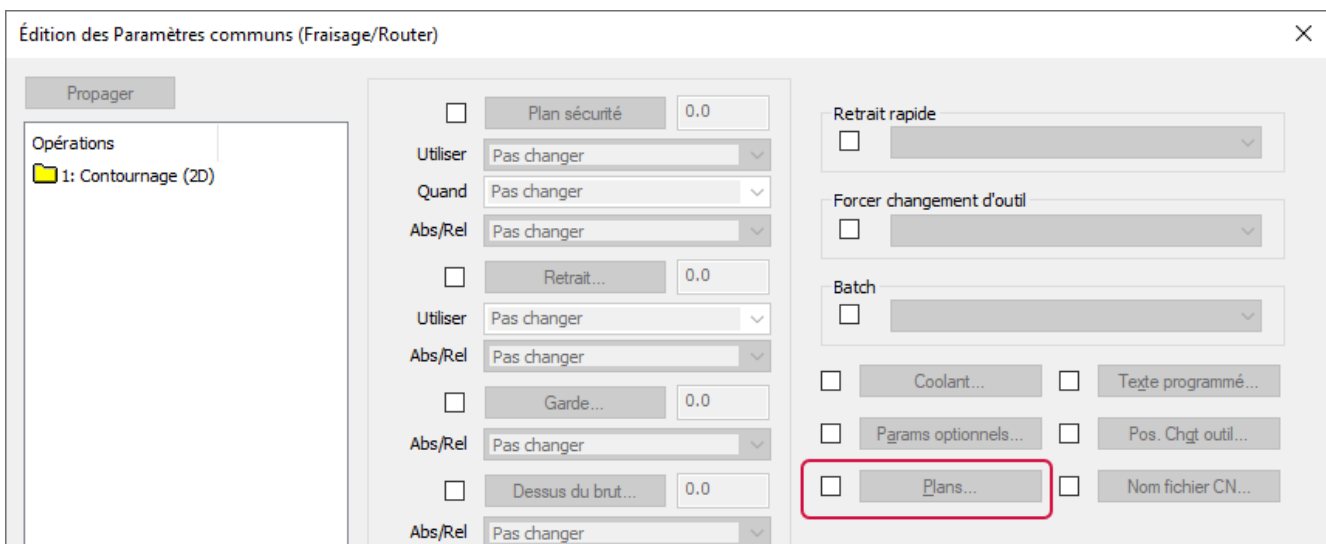 Édition des Paramètres communs (Fraisage/Router)
Propager
Opérations
1: Contournage (2D)
Plan sécurité 0.0
Utiliser Pas changer
Quand Pas changer
Abs/Rel Pas changer
Retrait... 0.0
Utiliser Pas changer
Abs/Rel Pas changer
Garde... 0.0
Abs/Rel Pas changer
Dessus du brut... 0.0
Abs/Rel Pas changer
Retrait rapide
Forcer changement d'outil
Batch
Coolant... Texte programmé...
Params optionnels... Pos. Chgt outil...
Plans... Nom fichier CN...